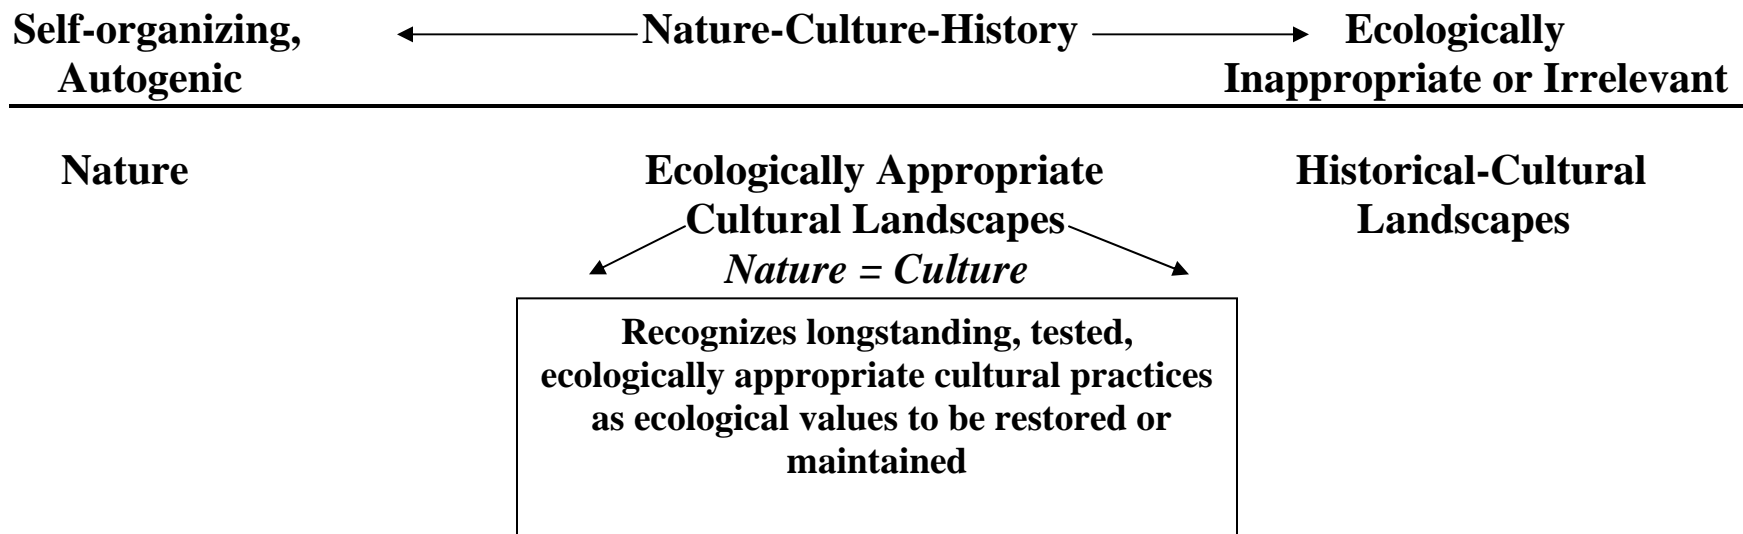 Self-organizing,
Autogenic
Nature-Culture-History
Ecologically
Inappropriate or Irrelevant
Nature
Ecologically Appropriate
Cultural Landscapes
Nature = Culture
Historical-Cultural
Landscapes
Recognizes longstanding, tested,
ecologically appropriate cultural practices
as ecological values to be restored or
maintained